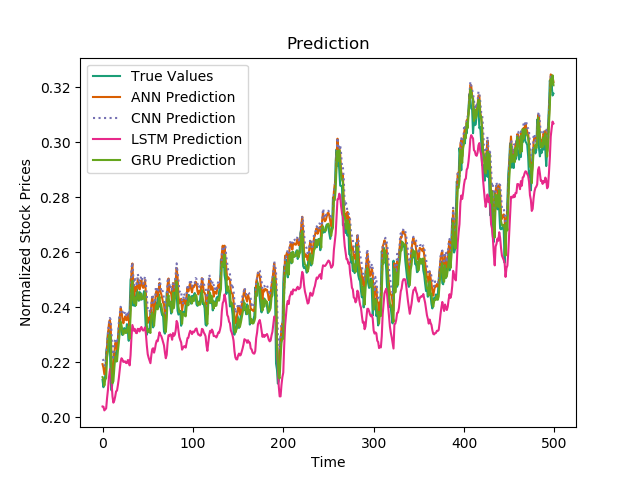 Prediction
True Values
ANN Prediction
CNN Prediction
LSTM Prediction
GRU Prediction
Normalized Stock Prices
0.32
0.30
0.28
0.26
0.24
0.22
0.20
0 100 200 300 400 500
Time